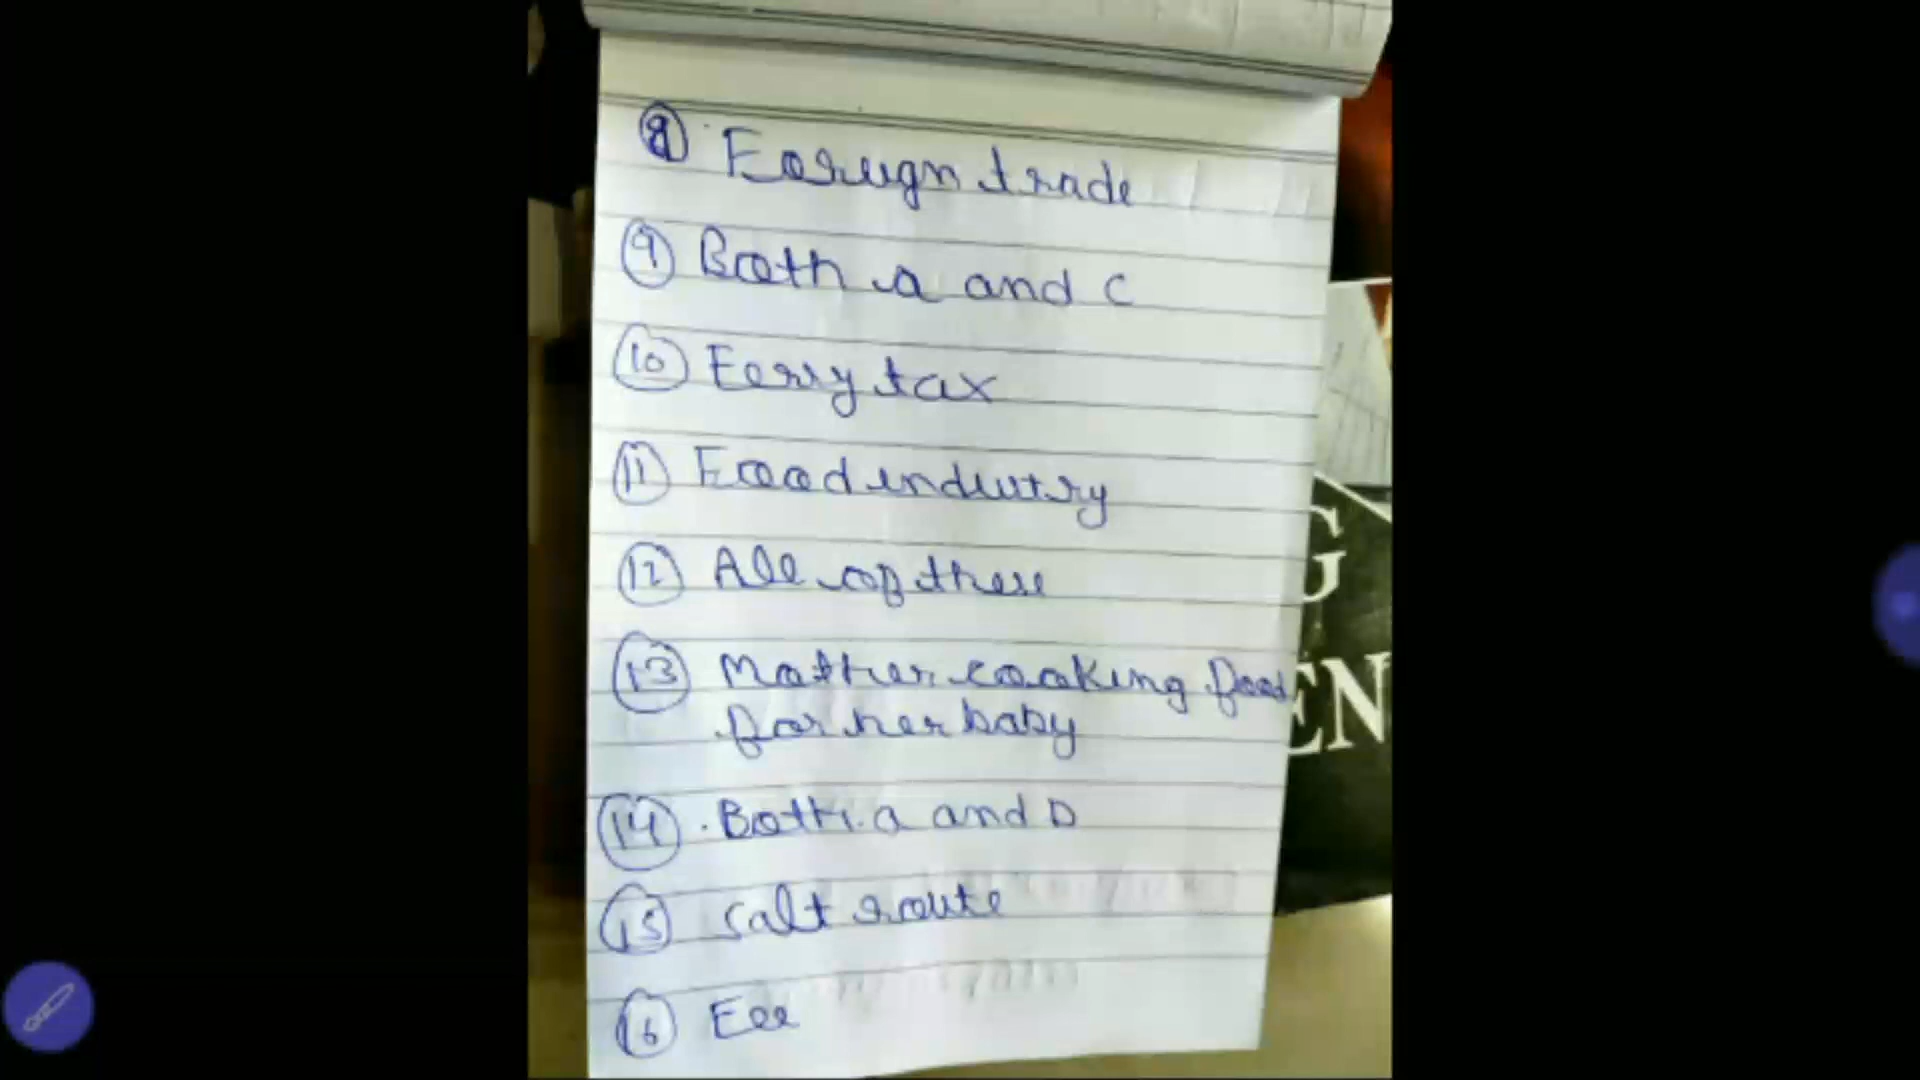 8 Foreign trade
9 Both a and c
10 Ferry tax
11 Food industry
12 All of these
13 Mother cooking food
for her baby
14 Both a and D
15 salt route
16 Fee
G
EN